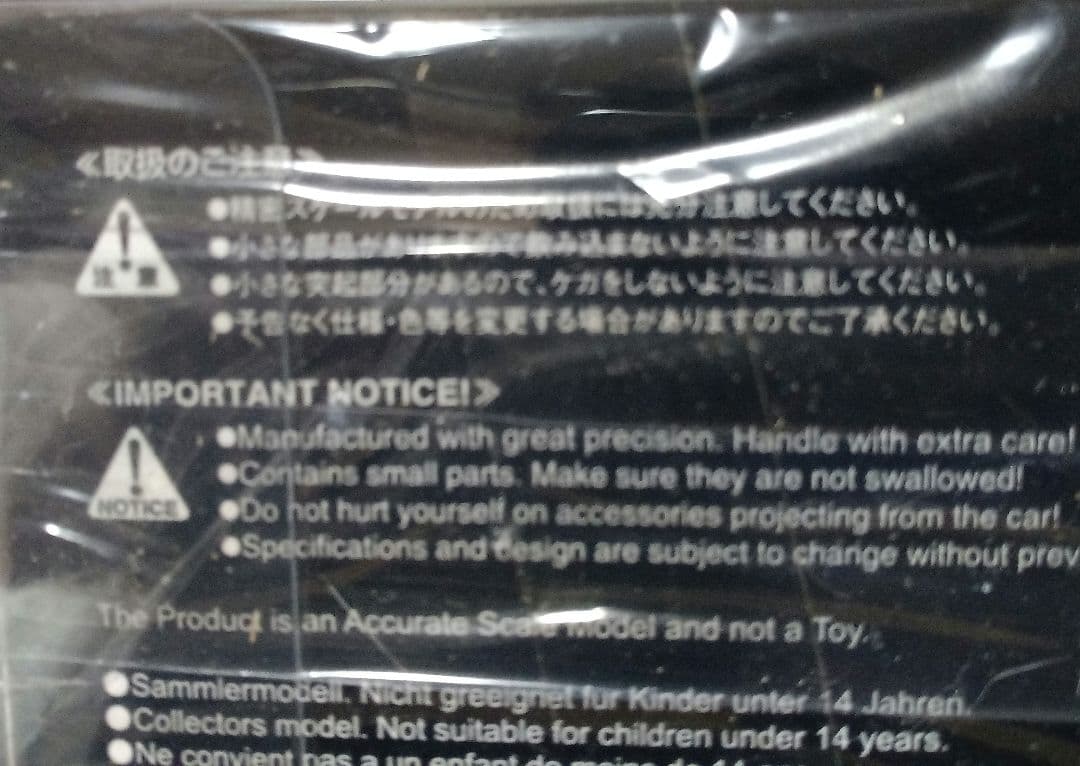 ≪取扱のご注意≫
●精密スケールモデルのため取扱には充分注意してください。
注意
●小さな部品がありますので飲み込まないように注意してください。
●小さな突起部分があるので、ケガをしないように注意してください。
●予告なく仕様・色等を変更する場合がありますのでご了承ください。
≪IMPORTANT NOTICE!≫
●Manufactured with great precision. Handle with extra care!
●Contains small parts. Make sure they are not swallowed!
NOTICE
●Do not hurt yourself on accessories projecting from the car!
●Specifications and design are subject to change without prev
The Product is an Accurate Scale Model and not a Toy.
●Sammlermodell. Nicht greeignet fur Kinder unter 14 Jahren.
●Collectors model. Not suitable for children under 14 years.
●Ne convient pas a un enfant de moins de 14